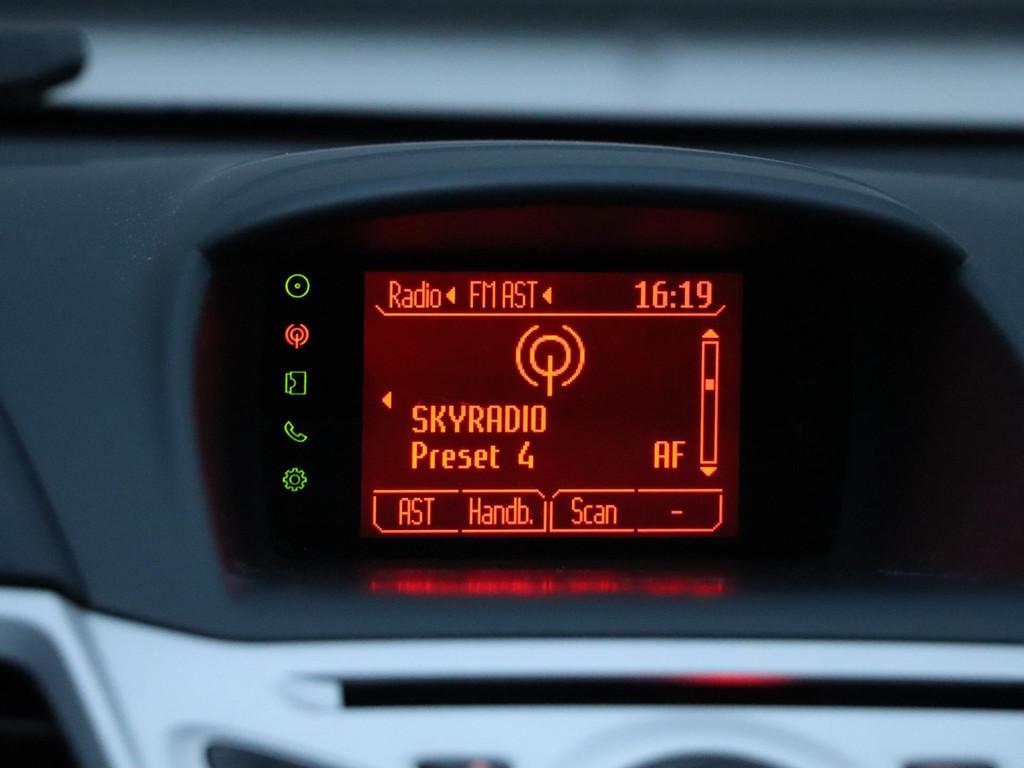 Radio FM AST 16:19
SKYRADIO
Preset 4 AF
AST Handb. Scan -